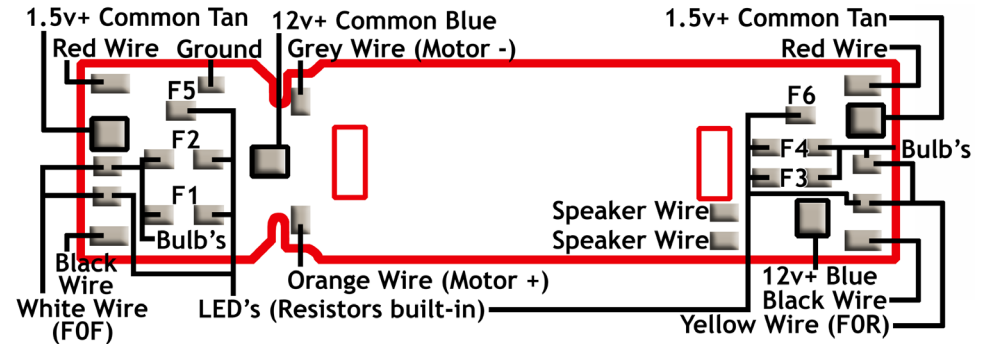 1.5v+ Common Tan
12v+ Common Blue
1.5v+ Common Tan
Red Wire
Ground
Grey Wire (Motor -)
Red Wire
F5
F6
F2
F4
Bulb's
F3
F1
Speaker Wire
Bulb's
Speaker Wire
Black
Wire
Orange Wire (Motor +)
12v+ Blue
White Wire
(F0F)
LED's (Resistors built-in)
Black Wire
Yellow Wire (F0R)